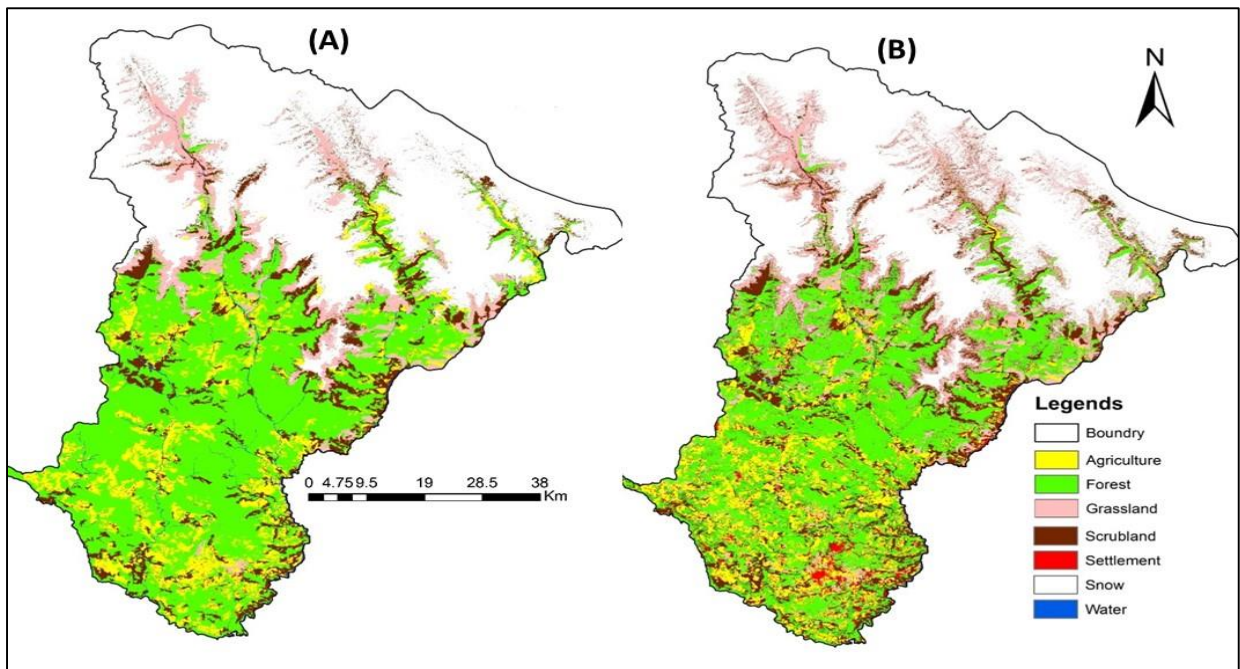 (A)
(B)
N
Legends
Boundry
Agriculture
Forest
Grassland
Scrubland
Settlement
Snow
Water
0 4.75 9.5 19 28.5 38
Km